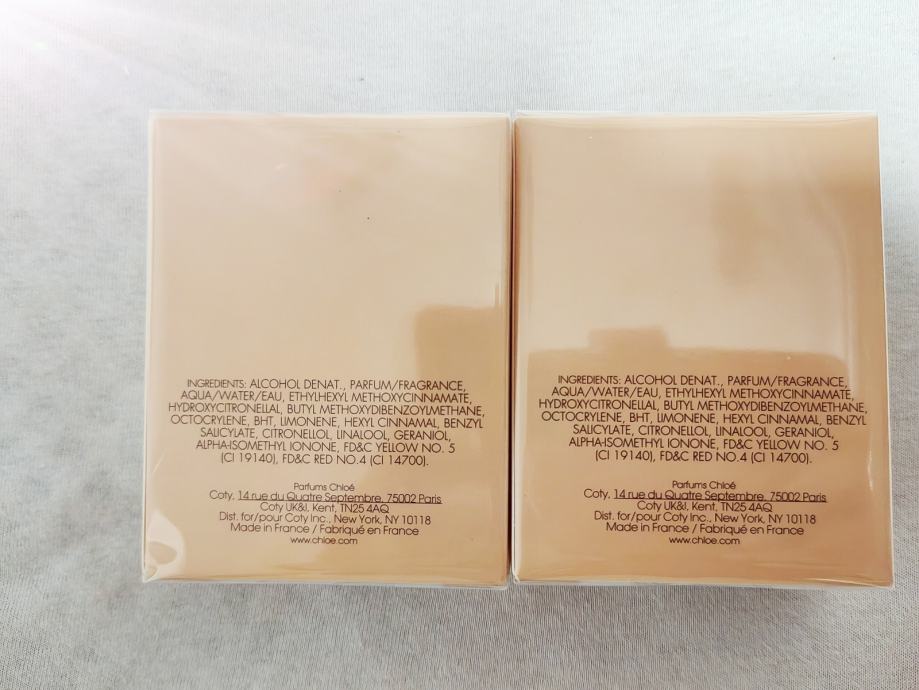 INGREDIENTS: ALCOHOL DENAT., PARFUM/FRAGRANCE,
AQUA/WATER/EAU, ETHYLHEXYL METHOXYCINNAMATE,
HYDROXYCITRONELLAL, BUTYL METHOXYDIBENZOYLMETHANE,
OCTOCRYLENE, BHT, LIMONENE, HEXYL CINNAMAL, BENZYL
SALICYLATE, CITRONELLOL, LINALOOL, GERANIOL,
ALPHA-ISOMETHYL IONONE, FD&C YELLOW NO. 5
(CI 19140), FD&C RED NO.4 (CI 14700).
Parfums Chloé
Coty, 14 rue du Quatre Septembre, 75002 Paris
Coty UK&I, Kent, TN25 4AQ
Dist. for/pour Coty Inc., New York, NY 10118
Made in France / Fabriqué en France
www.chloe.com
INGREDIENTS: ALCOHOL DENAT., PARFUM/FRAGRANCE,
AQUA/WATER/EAU, ETHYLHEXYL METHOXYCINNAMATE,
HYDROXYCITRONELLAL, BUTYL METHOXYDIBENZOYLMETHANE,
OCTOCRYLENE, BHT, LIMONENE, HEXYL CINNAMAL, BENZYL
SALICYLATE, CITRONELLOL, LINALOOL, GERANIOL,
ALPHA-ISOMETHYL IONONE, FD&C YELLOW NO. 5
(CI 19140), FD&C RED NO.4 (CI 14700).
Parfums Chloé
Coty, 14 rue du Quatre Septembre, 75002 Paris
Coty UK&I, Kent, TN25 4AQ
Dist. for/pour Coty Inc., New York, NY 10118
Made in France / Fabriqué en France
www.chloe.com